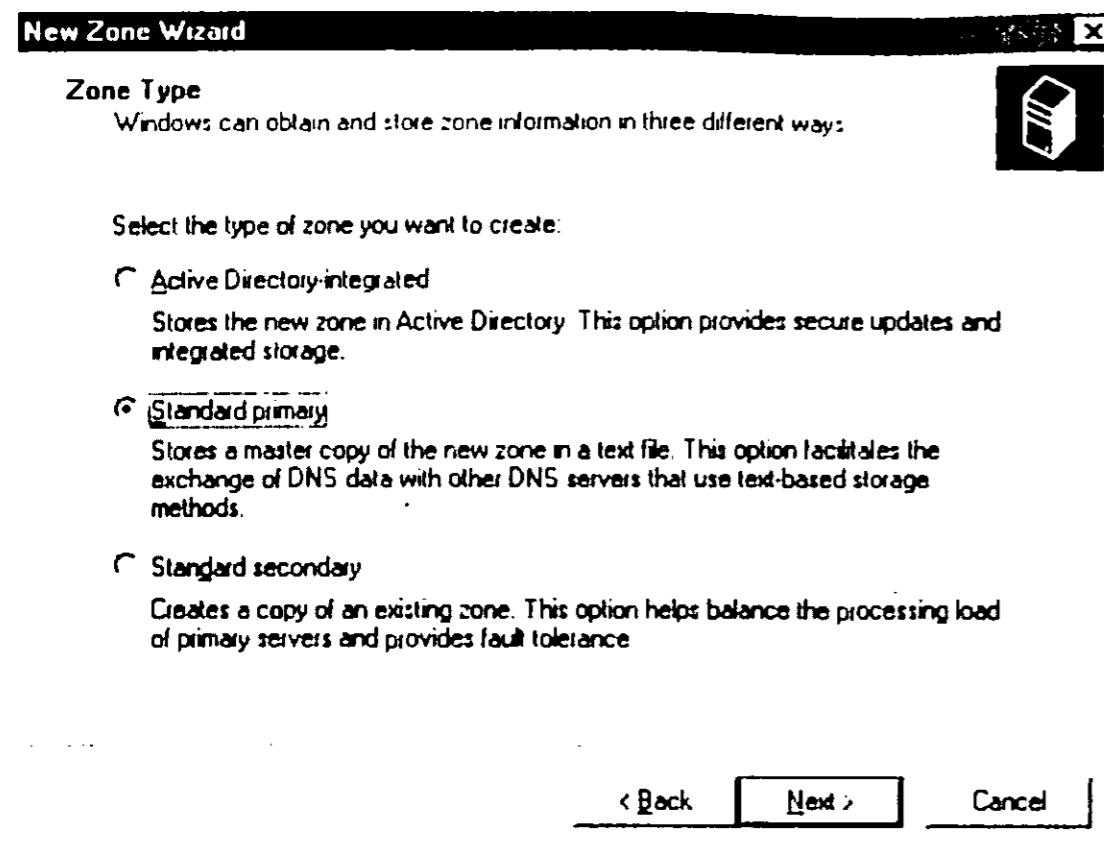 New Zone Wizard
Zone Type
Windows can obtain and store zone information in three different ways
Select the type of zone you want to create:
Active Directory-integrated
Stores the new zone in Active Directory This option provides secure updates and
integrated storage.
Standard primary
Stores a master copy of the new zone in a text file. This option facilitates the
exchange of DNS data with other DNS servers that use text-based storage
methods.
Standard secondary
Creates a copy of an existing zone. This option helps balance the processing load
of primary servers and provides fault tolerance
< Back Next > Cancel